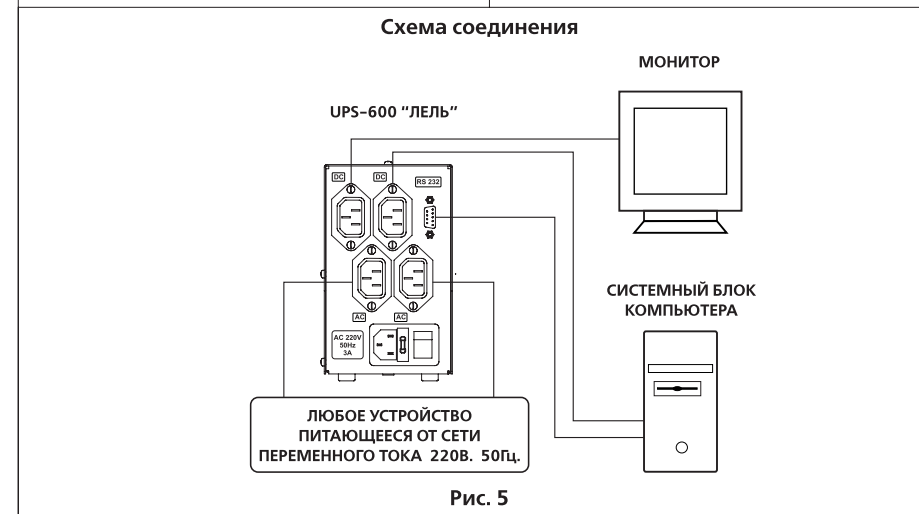 Схема соединения
МОНИТОР
UPS-600 “ЛЕЛЬ”
DC
DC
RS 232
СИСТЕМНЫЙ БЛОК
КОМПЬЮТЕРА
AC
AC
AC 220V
50Hz
3A
ЛЮБОЕ УСТРОЙСТВО
ПИТАЮЩЕЕСЯ ОТ СЕТИ
ПЕРЕМЕННОГО ТОКА 220В. 50Гц.
Рис. 5